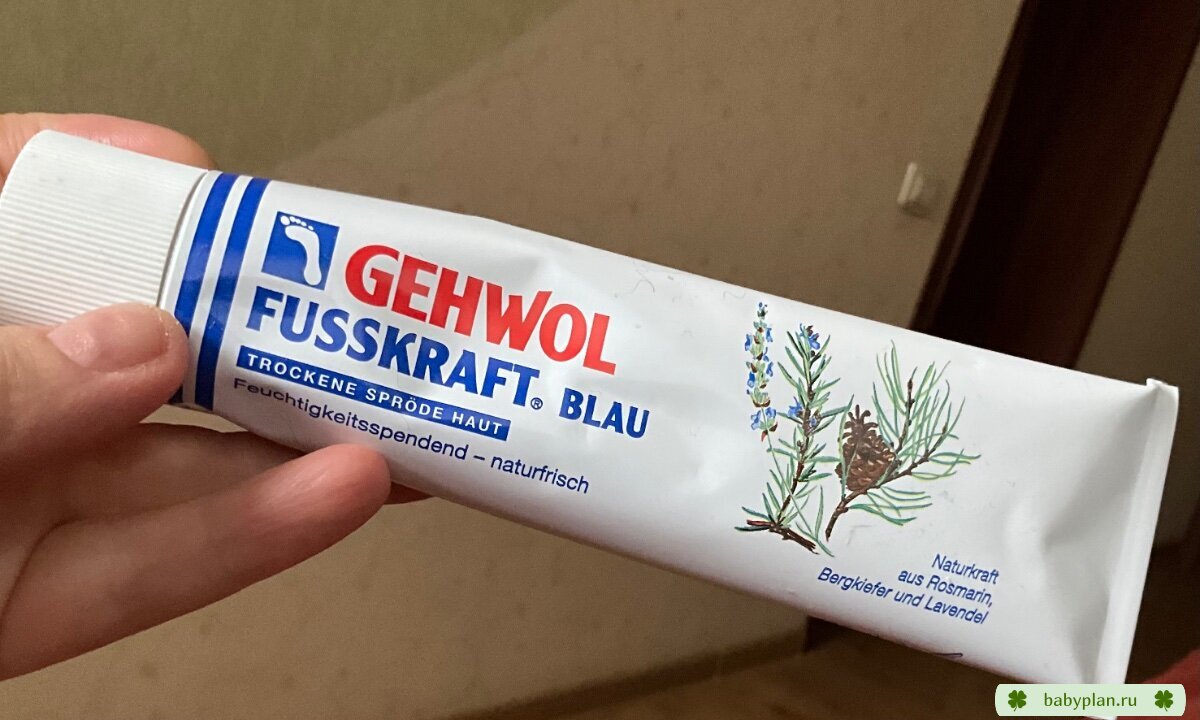 GEHWOL
FUSSKRAFT® BLAU
TROCKENE SPRÖDE HAUT
Feuchtigkeitsspendend – naturfrisch
Naturkraft
aus Rosmarin,
Bergkiefer und Lavendel
babyplan.ru